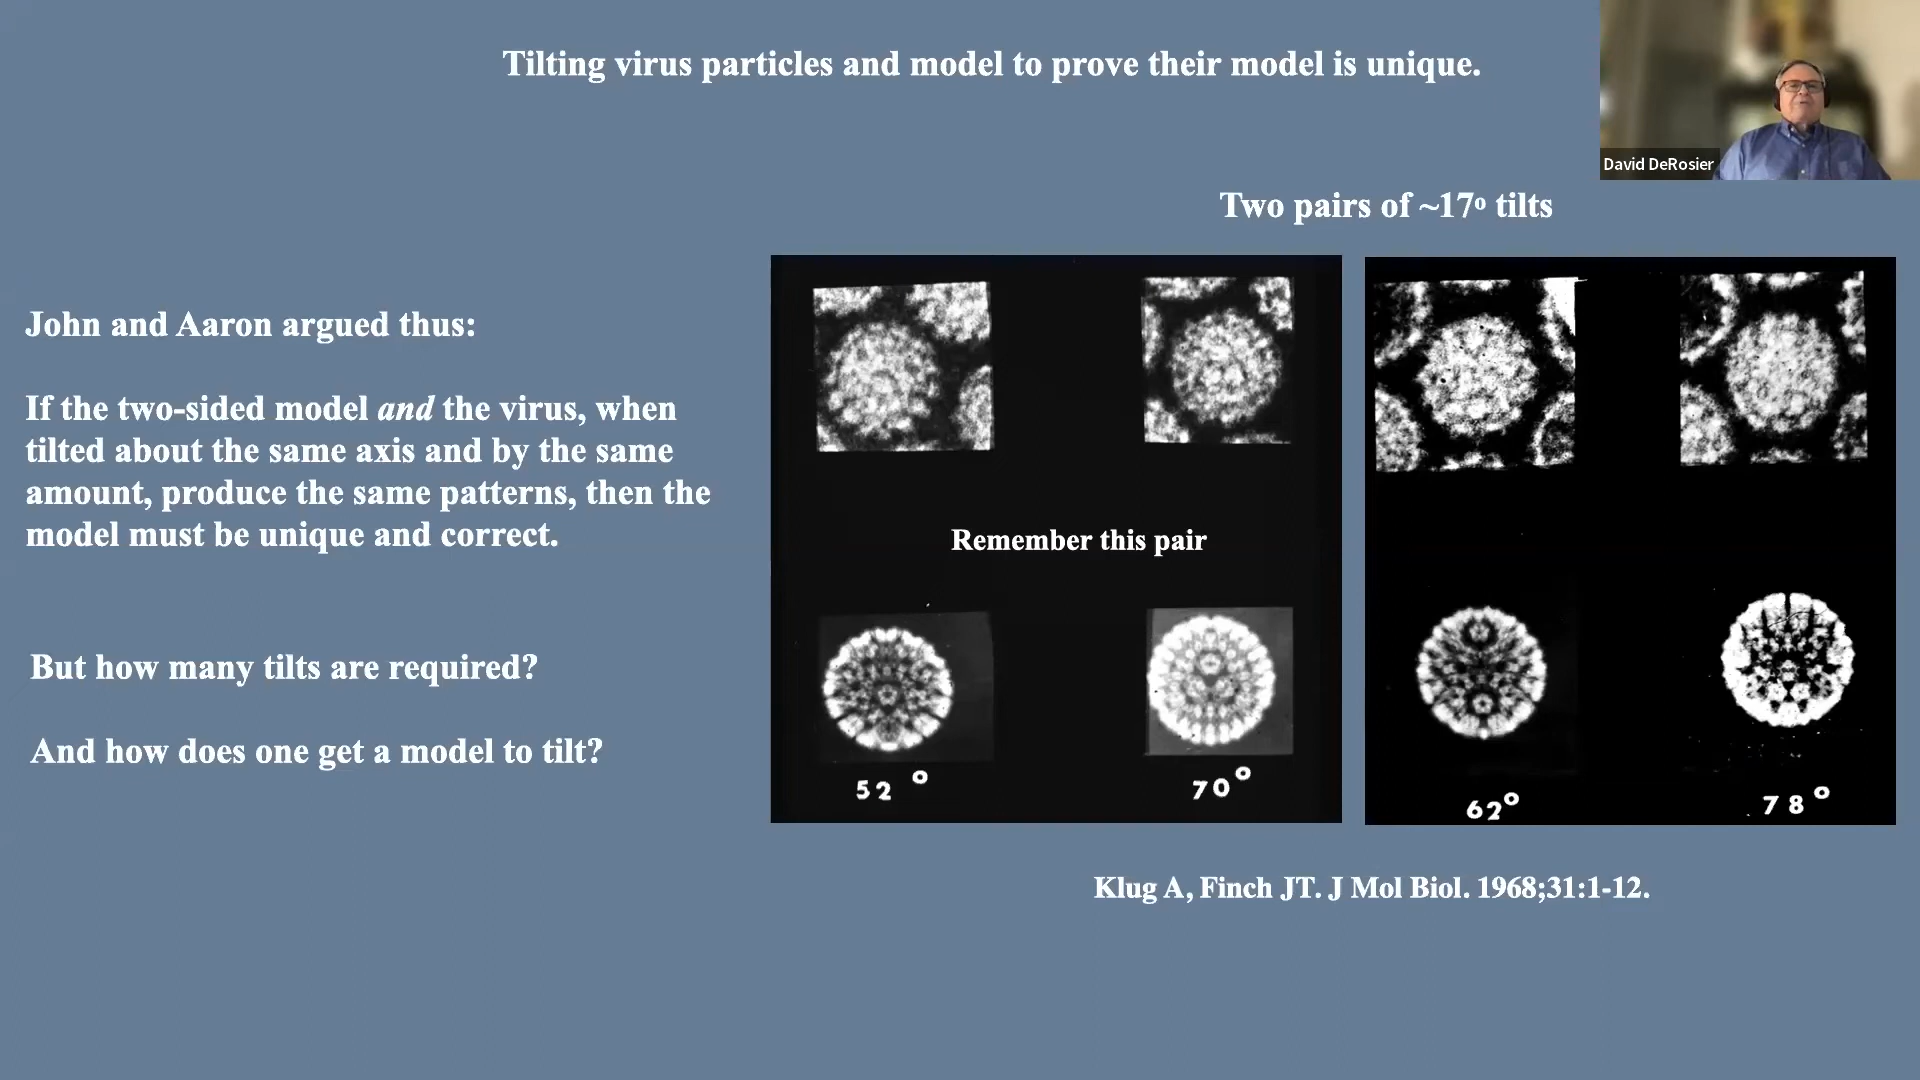 Tilting virus particles and model to prove their model is unique.
David DeRosier
Two pairs of ~17º tilts
John and Aaron argued thus:
If the two-sided model and the virus, when
tilted about the same axis and by the same
amount, produce the same patterns, then the
model must be unique and correct.
But how many tilts are required?
And how does one get a model to tilt?
Remember this pair
52 º
70º
62º
78º
Klug A, Finch JT. J Mol Biol. 1968;31:1-12.